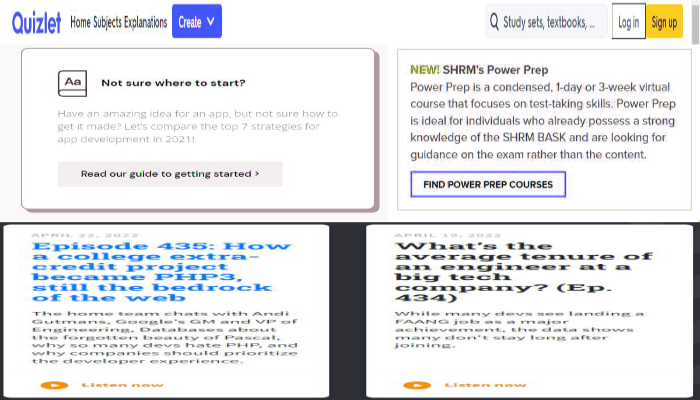 Quizlet Home Subjects Explanations Create Study sets, textbooks, ... Log in Sign up
Aa Not sure where to start?
Have an amazing idea for an app, but not sure how to
get it made? Let's compare the top 7 strategies for
app development in 2021!
Read our guide to getting started >
NEW! SHRM's Power Prep
Power Prep is a condensed, 1-day or 3-week virtual
course that focuses on test-taking skills. Power Prep
is ideal for individuals who already possess a strong
knowledge of the SHRM BASK and are looking for
guidance on the exam rather than the content.
FIND POWER PREP COURSES
APRIL 22, 2022
Episode 435: How
a college extra-
credit project
became PHP3,
still the bedrock
of the web
The home team chats with Andi
Gutmans, Google's GM and VP of
Engineering, Databases about
the forgotten beauty of Pascal,
why so many devs hate PHP, and
why companies should prioritize
the developer experience.
Listen now
APRIL 19, 2022
What's the
average tenure of
an engineer at a
big tech
company? (Ep.
434)
While many devs see landing a
FAANG job as a major
achievement, the data shows
many don't stay long after
joining.
Listen now